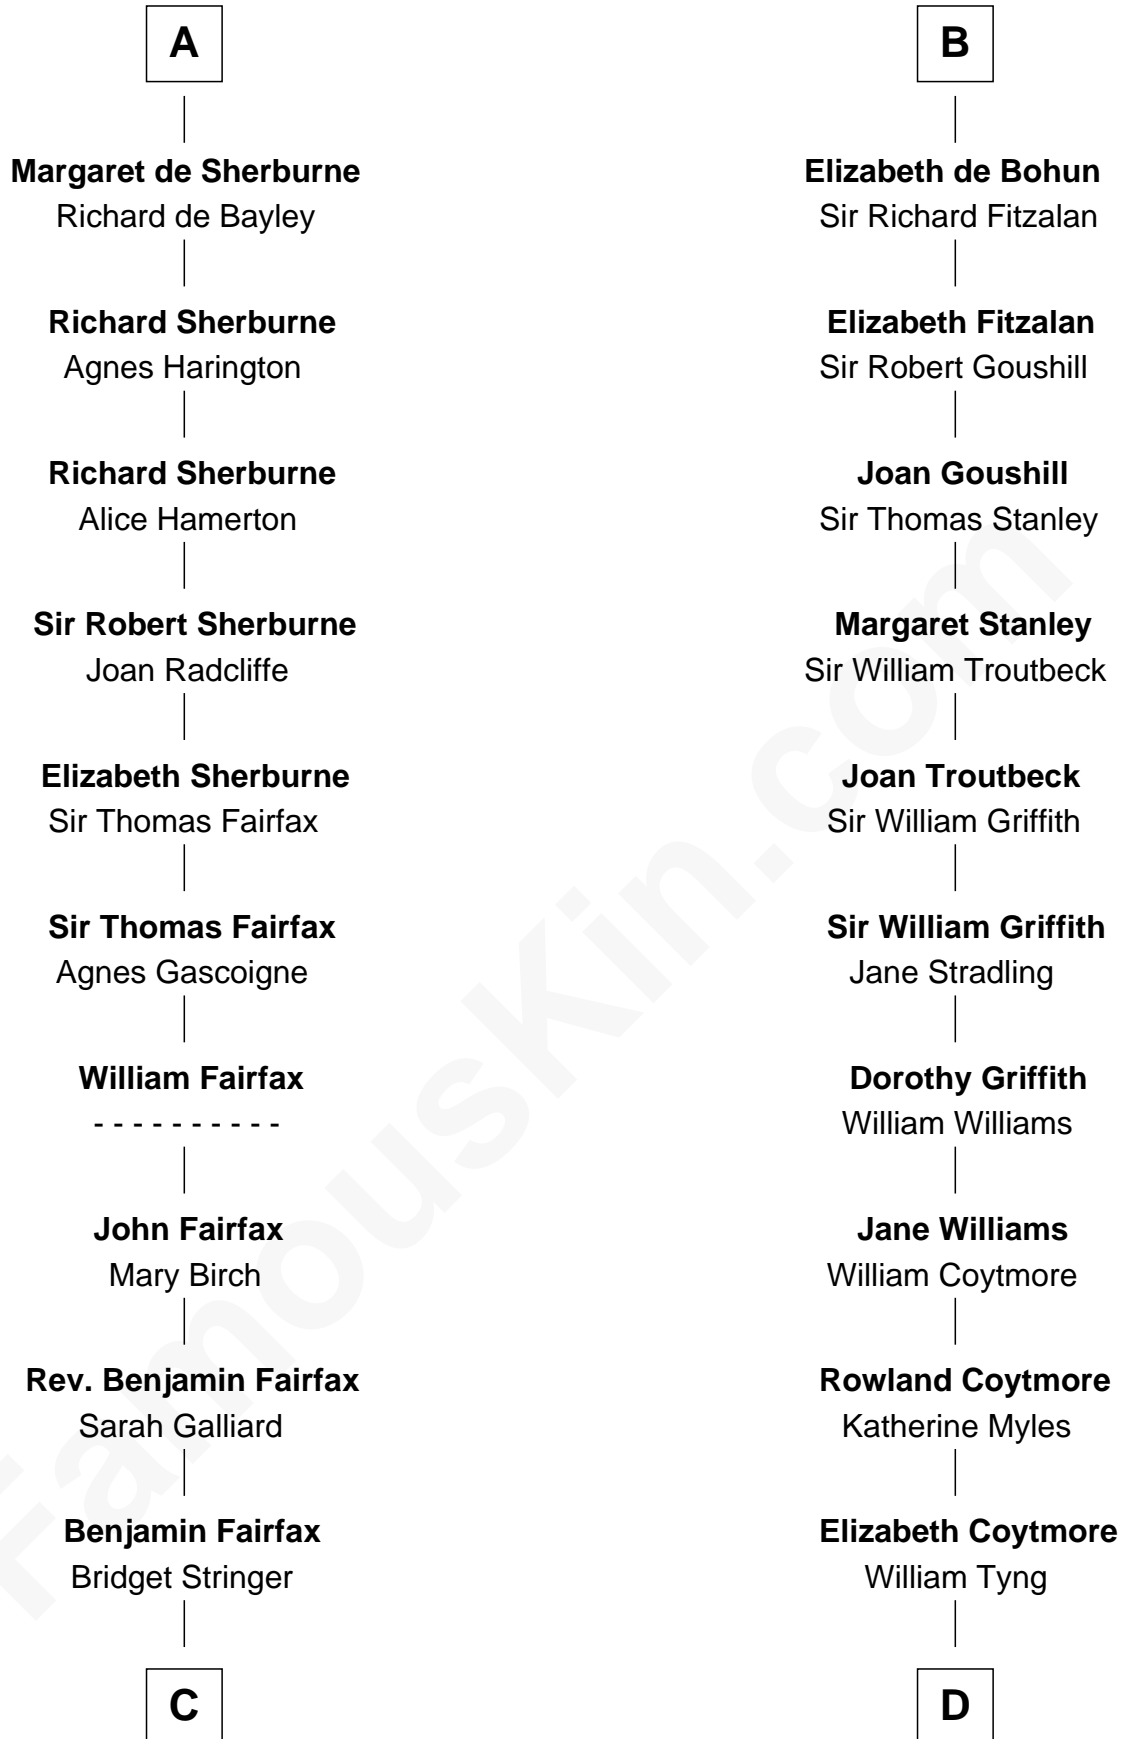 A
Margaret de Sherburne
Richard de Bayley
Richard Sherburne
Agnes Harington
Richard Sherburne
Alice Hamerton
Sir Robert Sherburne
Joan Radcliffe
Elizabeth Sherburne
Sir Thomas Fairfax
Sir Thomas Fairfax
Agnes Gascoigne
William Fairfax
- - - - - - - - - -
John Fairfax
Mary Birch
Rev. Benjamin Fairfax
Sarah Galliard
Benjamin Fairfax
Bridget Stringer
C
B
Elizabeth de Bohun
Sir Richard Fitzalan
Elizabeth Fitzalan
Sir Robert Goushill
Joan Goushill
Sir Thomas Stanley
Margaret Stanley
Sir William Troutbeck
Joan Troutbeck
Sir William Griffith
Sir William Griffith
Jane Stradling
Dorothy Griffith
William Williams
Jane Williams
William Coytmore
Rowland Coytmore
Katherine Myles
Elizabeth Coytmore
William Tyng
D
FamousKin.com